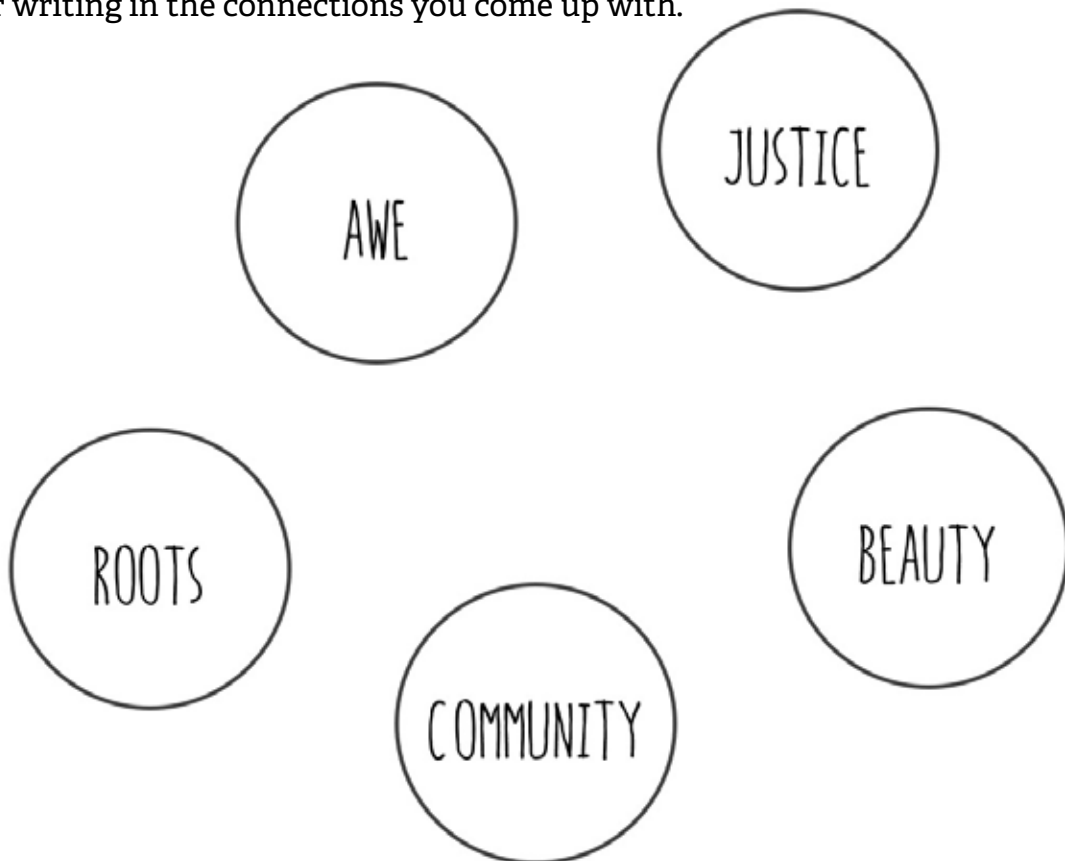 writing in the connections you come up with.
JUSTICE
AWE
BEAUTY
ROOTS
COMMUNITY